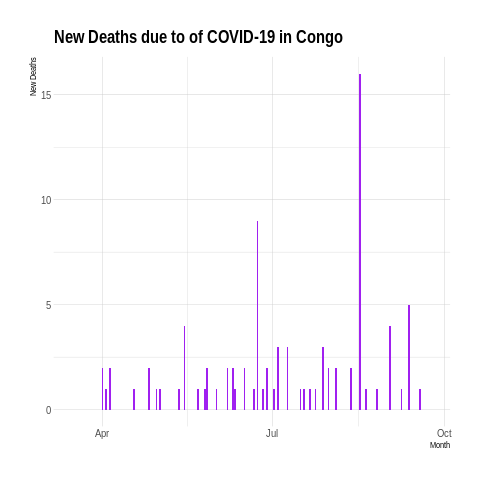 New Deaths due to of COVID-19 in Congo
New Deaths
15
10
5
0
Apr
Jul
Oct
Month